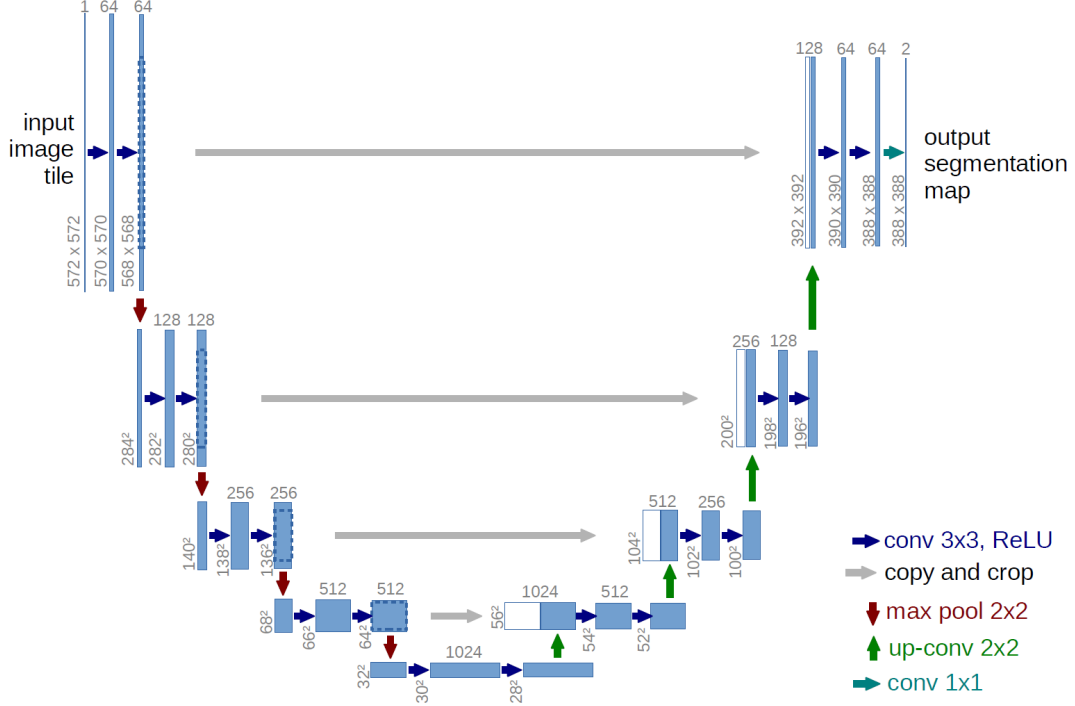 1 64 64
128 64 64 2
input
image
tile
output
segmentation
map
572 x 572
570 x 570
568 x 568
392 x 392
390 x 390
388 x 388
388 x 388
128 128
256 128
284²
282²
280²
200²
198²
196²
256 256
512 256
140²
138²
136²
104²
102²
100²
conv 3x3, ReLU
copy and crop
max pool 2x2
up-conv 2x2
conv 1x1
512 512
1024 512
68²
66²
64²
56²
54²
52²
1024
32²
30²
28²